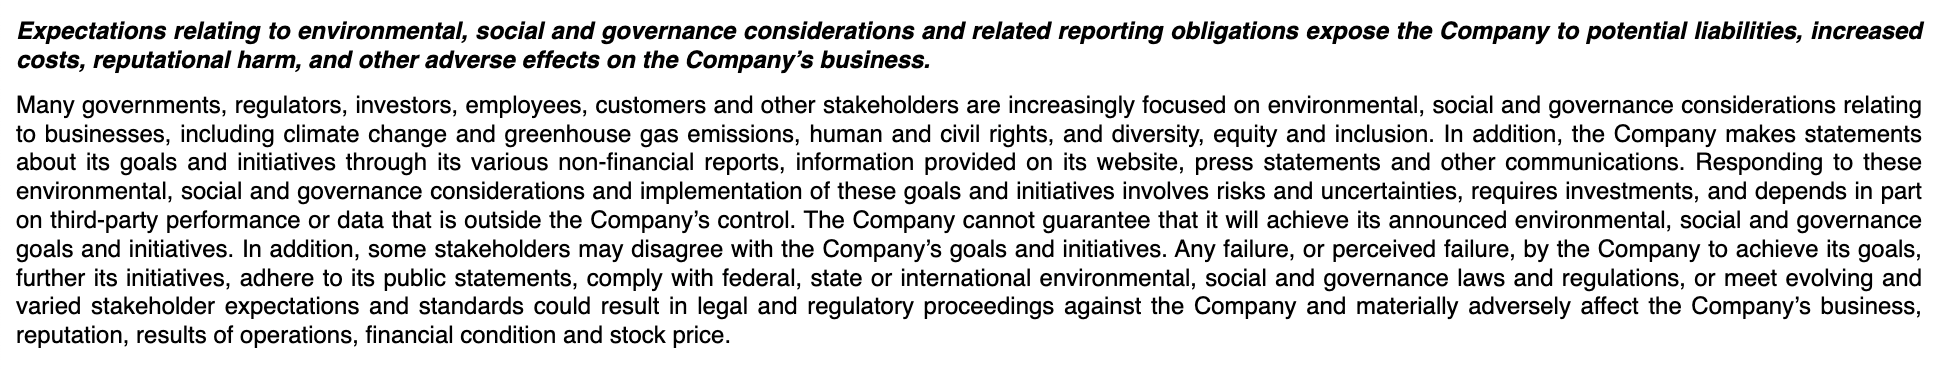 Expectations relating to environmental, social and governance considerations and related reporting obligations expose the Company to potential liabilities, increased
costs, reputational harm, and other adverse effects on the Company’s business.
Many governments, regulators, investors, employees, customers and other stakeholders are increasingly focused on environmental, social and governance considerations relating
to businesses, including climate change and greenhouse gas emissions, human and civil rights, and diversity, equity and inclusion. In addition, the Company makes statements
about its goals and initiatives through its various non-financial reports, information provided on its website, press statements and other communications. Responding to these
environmental, social and governance considerations and implementation of these goals and initiatives involves risks and uncertainties, requires investments, and depends in part
on third-party performance or data that is outside the Company’s control. The Company cannot guarantee that it will achieve its announced environmental, social and governance
goals and initiatives. In addition, some stakeholders may disagree with the Company’s goals and initiatives. Any failure, or perceived failure, by the Company to achieve its goals,
further its initiatives, adhere to its public statements, comply with federal, state or international environmental, social and governance laws and regulations, or meet evolving and
varied stakeholder expectations and standards could result in legal and regulatory proceedings against the Company and materially adversely affect the Company’s business,
reputation, results of operations, financial condition and stock price.